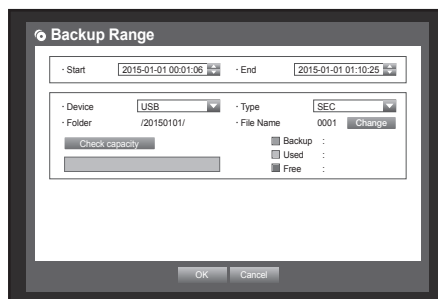 Backup Range
· Start 2015-01-01 00:01:06 · End 2015-01-01 01:10:25
· Device USB · Type SEC
· Folder /20150101/ · File Name 0001 Change
Check capacity
Backup :
Used :
Free :
OK Cancel